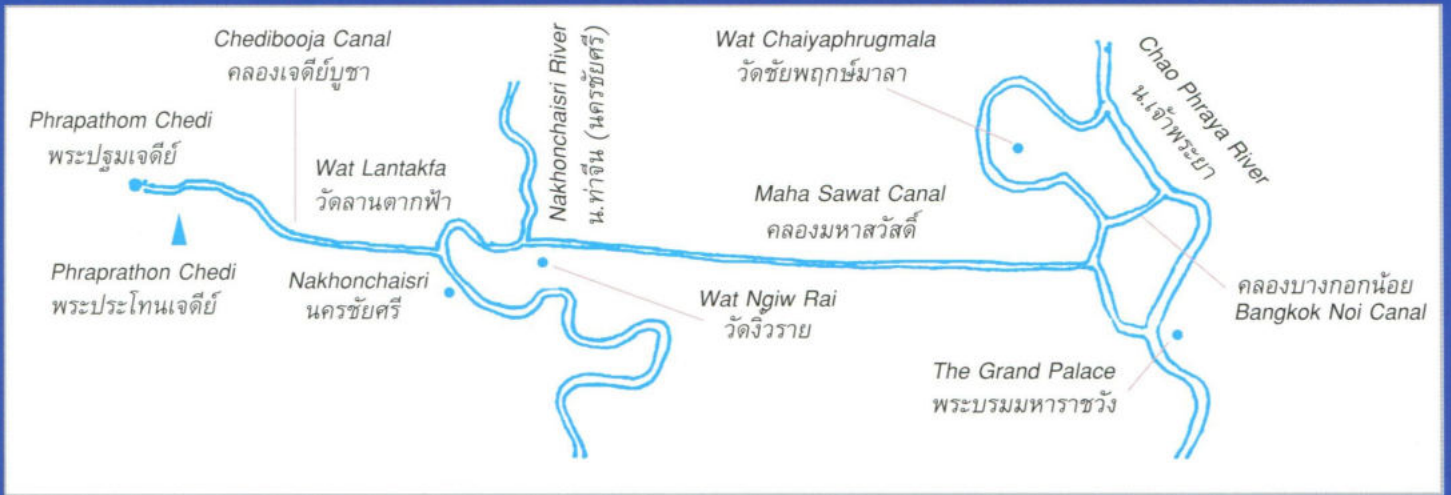 Chedibooja Canal
คลองเจดีย์บูชา
Phrapathom Chedi
พระปฐมเจดีย์
Wat Lantakfa
วัดลานตากฟ้า
Phraprathon Chedi
พระประโทนเจดีย์
Nakhonchaisri
นครชัยศรี
Nakhonchaisri River
น.ท่าจีน (นครชัยศรี)
Wat Ngiw Rai
วัดงิ้วราย
Wat Chaiyaphrugmala
วัดชัยพฤกษ์มาลา
Maha Sawat Canal
คลองมหาสวัสดิ์
Chao Phraya River
น.เจ้าพระยา
คลองบางกอกน้อย
Bangkok Noi Canal
The Grand Palace
พระบรมมหาราชวัง